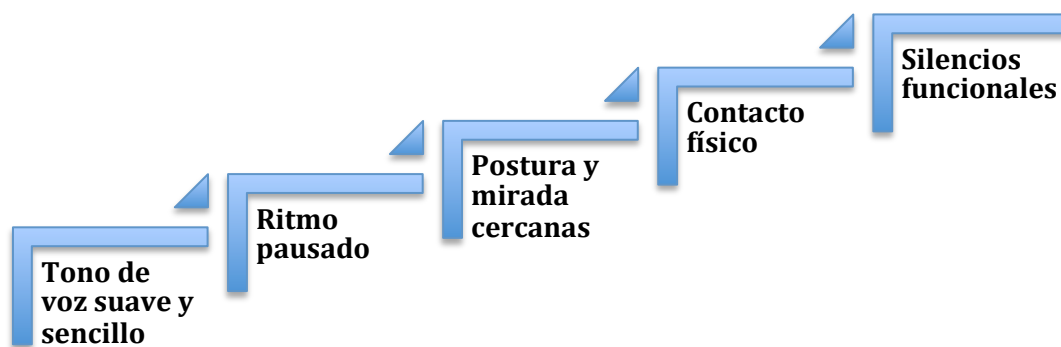 Tono de
voz suave y
sencillo
Ritmo
pausado
Postura y
mirada
cercanas
Contacto
físico
Silencios
funcionales